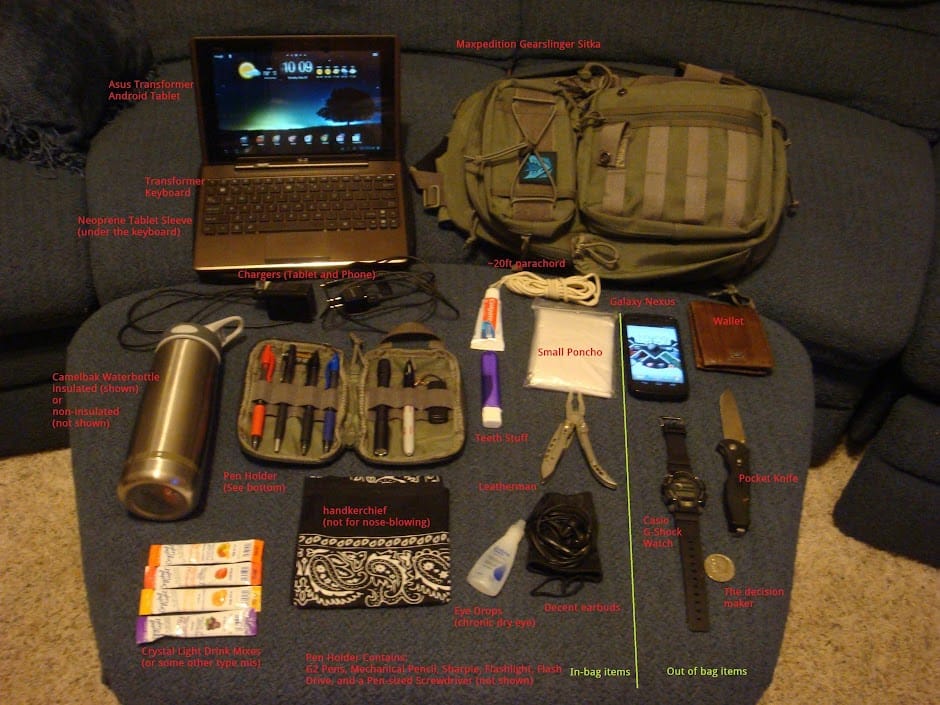 Maxpedition Gearslinger Sitka
Asus Transformer
Android Tablet
10 09
Transformer
Keyboard
Neoprene Tablet Sleeve
(under the keyboard)
~20ft parachord
Chargers (Tablet and Phone)
Galaxy Nexus
Wallet
Small Poncho
Camelbak Waterbottle
Insulated (shown)
or
non-insulated
(not shown)
Teeth Stuff
Pen Holder
(See bottom)
Leatherman
Pocket Knife
handkerchief
(not for nose-blowing)
Casio
G-Shock
Watch
The decision
maker
Eye Drops
(chronic dry eye)
Decent earbuds
Crystal Light Drink Mixes
(or some other type mis)
Pen Holder Contains:
G2 Pens, Mechanical Pencil, Sharpie, Flashlight, Flash
Drive, and a Pen-sized Screwdriver (not shown)
In-bag items
Out of bag items